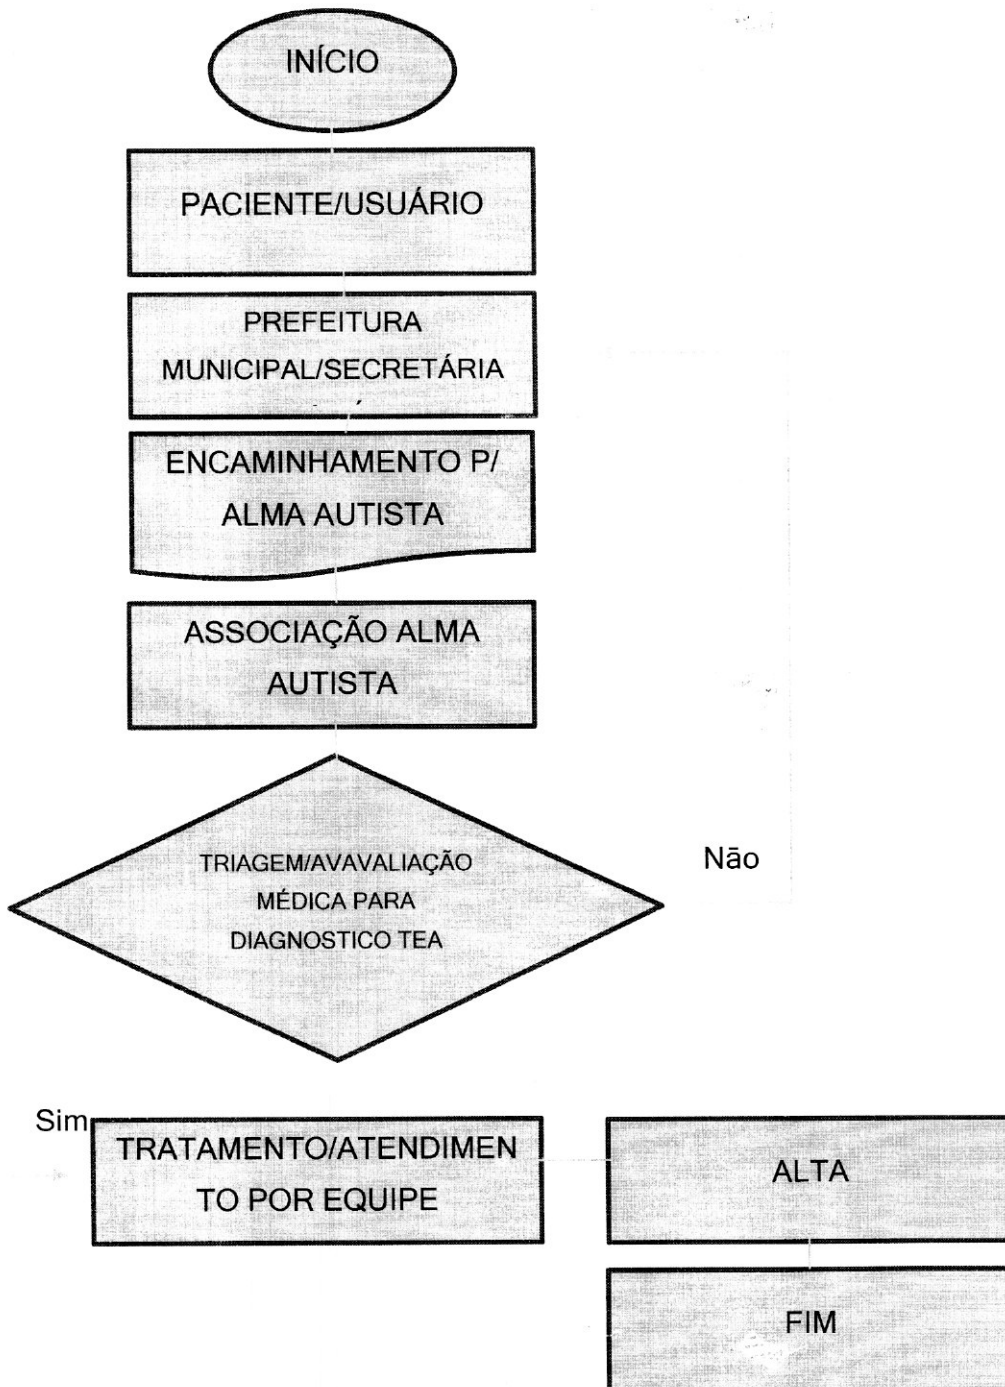 INÍCIO
PACIENTE/USUÁRIO
PREFEITURA
MUNICIPAL/SECRETÁRIA
ENCAMINHAMENTO P/
ALMA AUTISTA
ASSOCIAÇÃO ALMA
AUTISTA
TRIAGEM/AVAVALIAÇÃO
MÉDICA PARA
DIAGNOSTICO TEA
Não
Sim
TRATAMENTO/ATENDIMEN
TO POR EQUIPE
ALTA
FIM